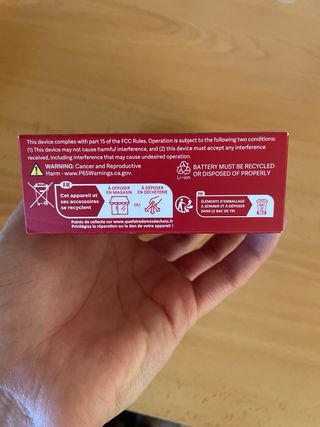 This device complies with part 15 of the FCC Rules. Operation is subject to the following two conditions:
(1) This device may not cause harmful interference, and (2) this device must accept any interference
received, including interference that may cause undesired operation.
WARNING: Cancer and Reproductive
Harm - www.P65Warnings.ca.gov.
BATTERY MUST BE RECYCLED
OR DISPOSED OF PROPERLY
Li-ion
FR
Cet appareil et
ses accessoires
se recyclent
À DÉPOSER
EN MAGASIN
OU
À DÉPOSER
EN DÉCHÈTERIE
Points de collecte sur www.quefairedemesdechets.fr
Privilégiez la réparation ou le don de votre appareil !
FR
ÉLÉMENTS D'EMBALLAGE
À SÉPARER ET À DÉPOSER
DANS LE BAC DE TRI